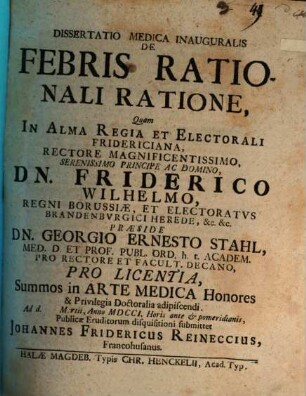 49
DISSERTATIO MEDICA INAUGURALIS
DE
FEBRIS RATIO-
NALI RATIONE,
Quam
IN ALMA REGIA ET ELECTORALI
FRIDERICIANA,
RECTORE MAGNIFICENTISSIMO,
SERENISSIMO PRINCIPE AC DOMINO,
DN. FRIDERICO
WILHELMO,
REGNI BORUSSIÆ, ET ELECTORATVS
BRANDENBVRGICI HEREDE, &c. &c.
PRÆSIDE
DN. GEORGIO ERNESTO STAHL,
MED. D. ET PROF. PUBL. ORD. h. t. ACADEM.
PRO RECTORE ET FACULT. DECANO,
PRO LICENTIA,
Summos in ARTE MEDICA Honores
& Privilegia Doctoralia adipiscendi,
Ad d. Anno MDCCI, Horis ante & pomeridianis,
Publicæ Eruditorum disquisitioni submittet
JOHANNES FRIDERICUS REINECCIUS,
Francohusanus.
HALÆ MAGDEB. Typis CHR. HENCKELII, Acad. Typ.